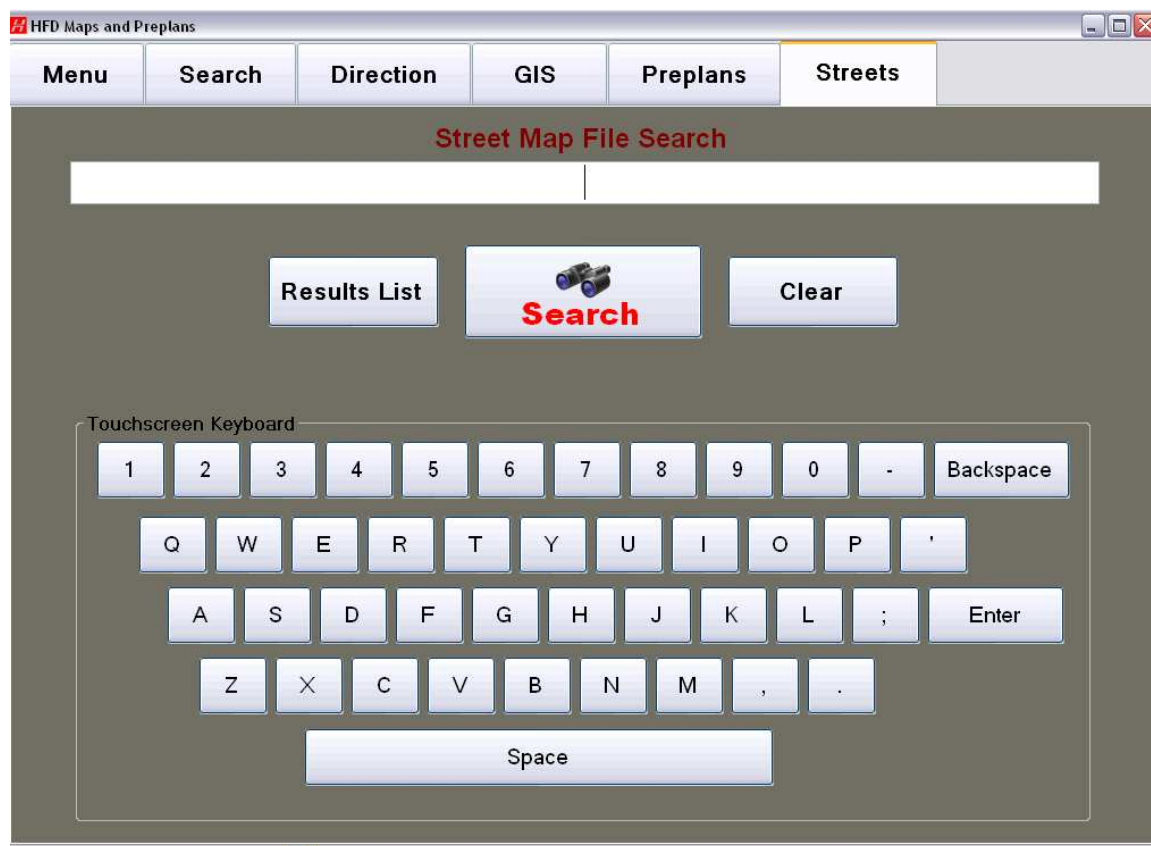 HFD Maps and Preplans
Menu Search Direction GIS Preplans Streets
Street Map File Search
Results List Search Clear
Touchscreen Keyboard
1 2 3 4 5 6 7 8 9 0 - Backspace
Q W E R T Y U I O P '
A S D F G H J K L ; Enter
Z X C V B N M , .
Space